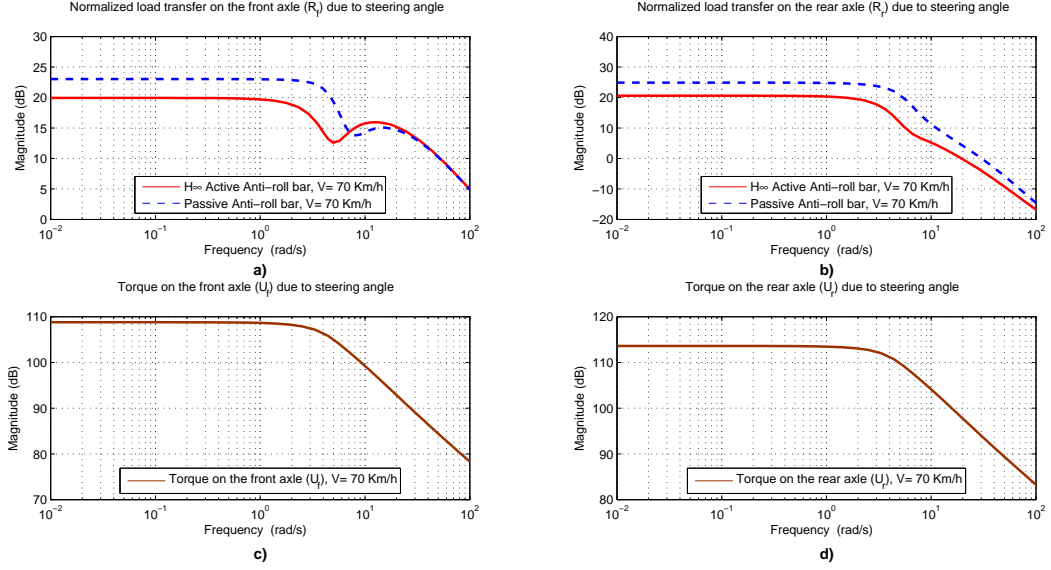 Normalized load transfer on the front axle (R_f) due to steering angle
30
25
20
15
10
5
0
Magnitude (dB)
H∞ Active Anti−roll bar, V= 70 Km/h
Passive Anti−roll bar, V= 70 Km/h
10^−2 10^−1 10^0 10^1 10^2
Frequency (rad/s)
a)
Normalized load transfer on the rear axle (R_r) due to steering angle
40
30
20
10
0
−10
−20
Magnitude (dB)
H∞ Active Anti−roll bar, V= 70 Km/h
Passive Anti−roll bar, V= 70 Km/h
10^−2 10^−1 10^0 10^1 10^2
Frequency (rad/s)
b)
Torque on the front axle (U_f) due to steering angle
110
100
90
80
70
Magnitude (dB)
Torque on the front axle (U_f), V= 70 Km/h
10^−2 10^−1 10^0 10^1 10^2
Frequency (rad/s)
c)
Torque on the rear axle (U_r) due to steering angle
120
110
100
90
80
Magnitude (dB)
Torque on the rear axle (U_r), V= 70 Km/h
10^−2 10^−1 10^0 10^1 10^2
Frequency (rad/s)
d)